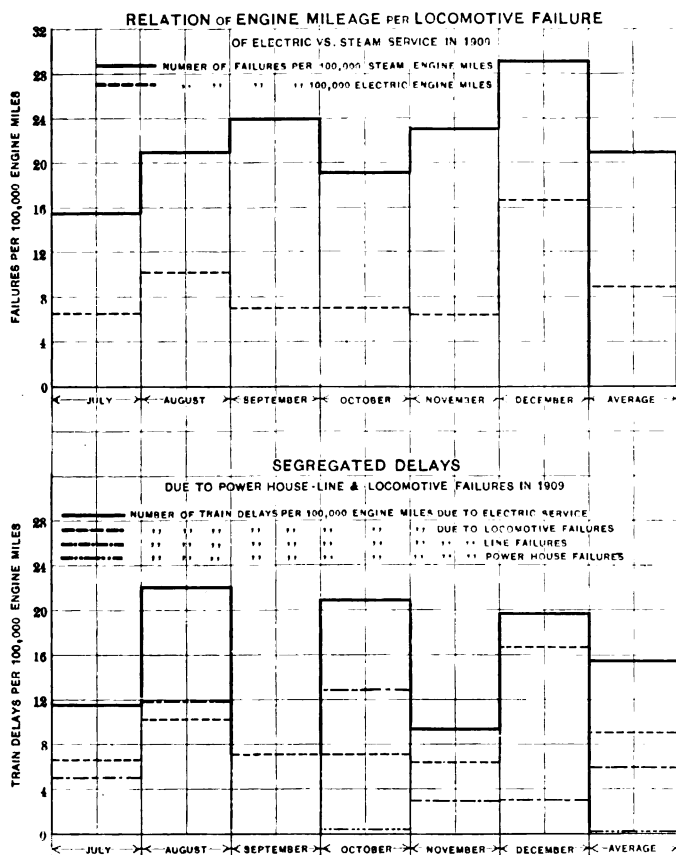 RELATION OF ENGINE MILEAGE PER LOCOMOTIVE FAILURE
OF ELECTRIC VS. STEAM SERVICE IN 1909
NUMBER OF FAILURES PER 100,000 STEAM ENGINE MILES
" " " " 100,000 ELECTRIC ENGINE MILES
FAILURES PER 100,000 ENGINE MILES
32
28
24
20
16
12
8
4
0
JULY AUGUST SEPTEMBER OCTOBER NOVEMBER DECEMBER AVERAGE
SEGREGATED DELAYS
DUE TO POWER HOUSE-LINE & LOCOMOTIVE FAILURES IN 1909
NUMBER OF TRAIN DELAYS PER 100,000 ENGINE MILES DUE TO ELECTRIC SERVICE
" " " " " " " " DUE TO LOCOMOTIVE FAILURES
" " " " " " " " " " LINE FAILURES
" " " " " " " " " " POWER HOUSE FAILURES
TRAIN DELAYS PER 100,000 ENGINE MILES
28
24
20
16
12
8
4
0
JULY AUGUST SEPTEMBER OCTOBER NOVEMBER DECEMBER AVERAGE